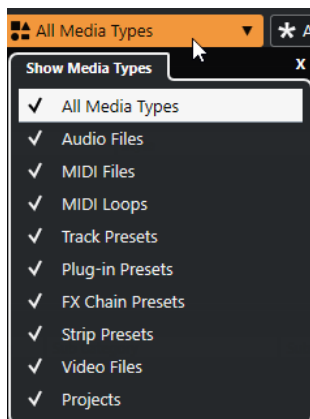 All Media Types
Show Media Types
x
All Media Types
Audio Files
MIDI Files
MIDI Loops
Track Presets
Plug-in Presets
FX Chain Presets
Strip Presets
Video Files
Projects